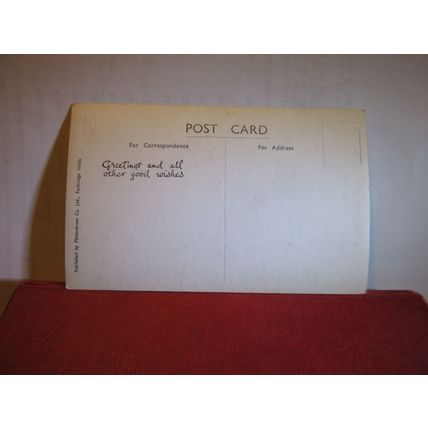 POST CARD
For Correspondence
For Address
Greetings and all
other good wishes
Published by Photochrom Co. Ltd., Tunbridge Wells